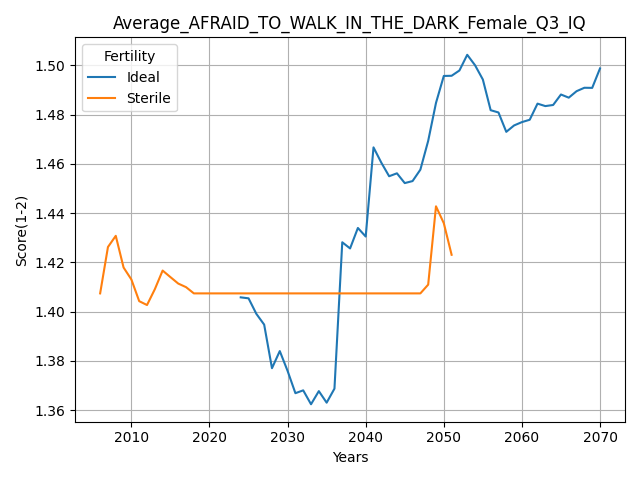 Average_AFRAID_TO_WALK_IN_THE_DARK_Female_Q3_IQ
Fertility
Ideal
Sterile
Score(1-2)
1.50
1.48
1.46
1.44
1.42
1.40
1.38
1.36
2010 2020 2030 2040 2050 2060 2070
Years